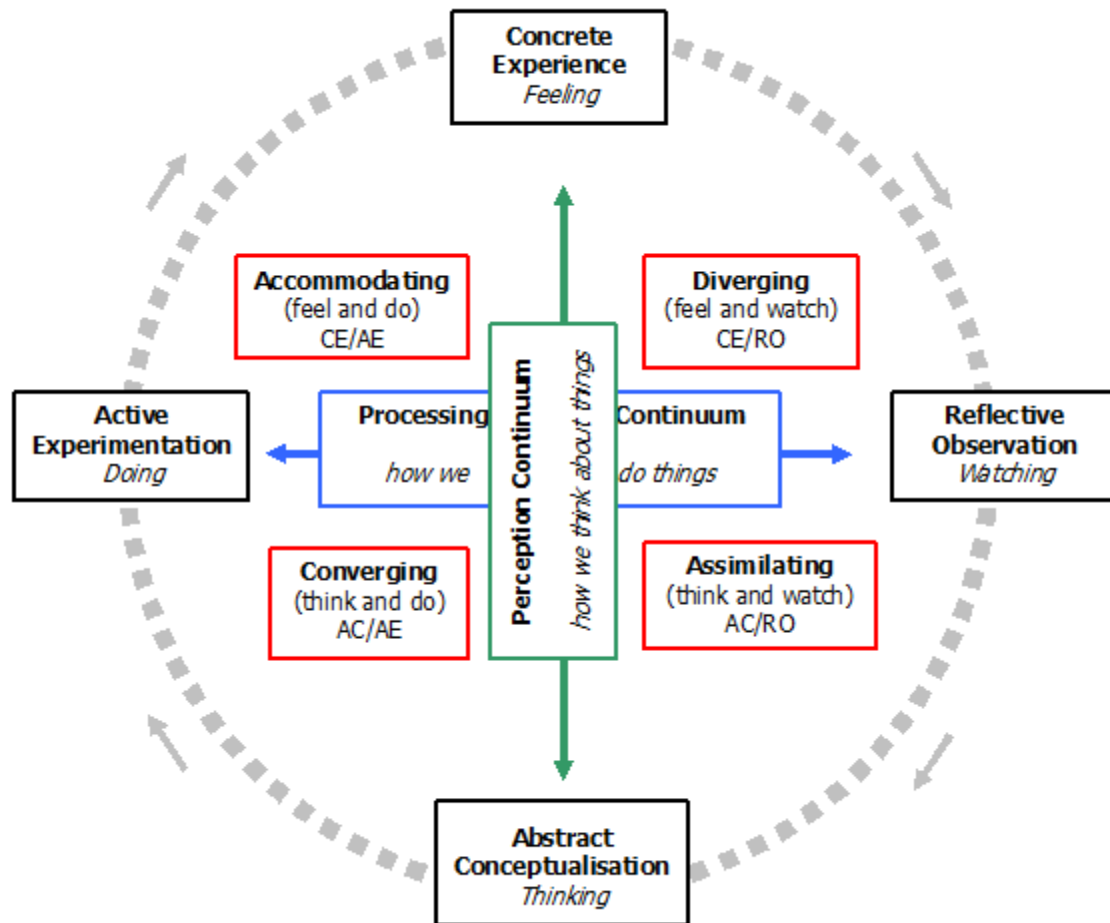 Concrete
Experience
Feeling
Accommodating
(feel and do)
CE/AE
Diverging
(feel and watch)
CE/RO
Active
Experimentation
Doing
Processing Continuum
how we do things
Perception Continuum
how we think about things
Reflective
Observation
Watching
Converging
(think and do)
AC/AE
Assimilating
(think and watch)
AC/RO
Abstract
Conceptualisation
Thinking